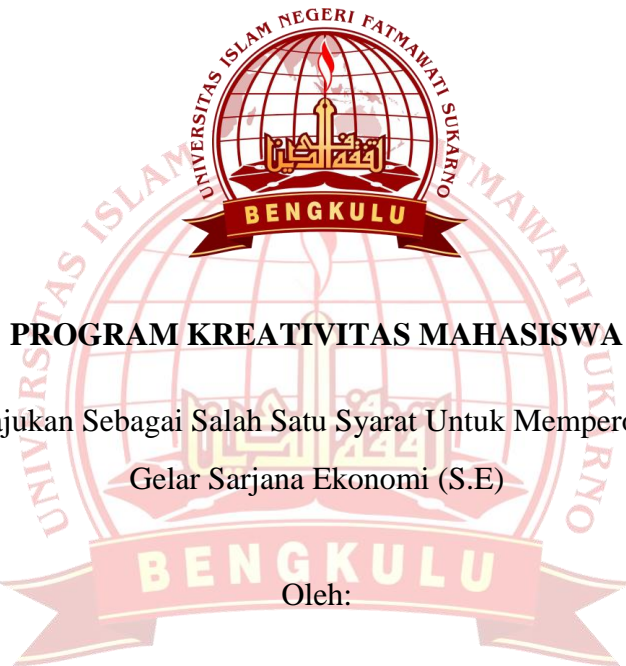 UNIVERSITAS ISLAM NEGERI FATMAWATI SUKARNO
BENGKULU
PROGRAM KREATIVITAS MAHASISWA
ajukan Sebagai Salah Satu Syarat Untuk Mempero
Gelar Sarjana Ekonomi (S.E)
BENGKULU
Oleh: